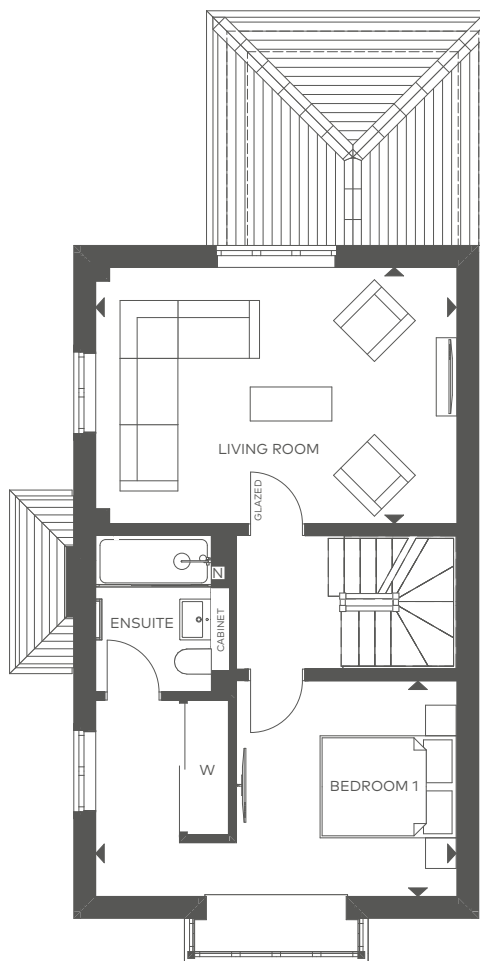 LIVING ROOM
GLAZED
N
ENSUITE
CABINET
W
BEDROOM 1